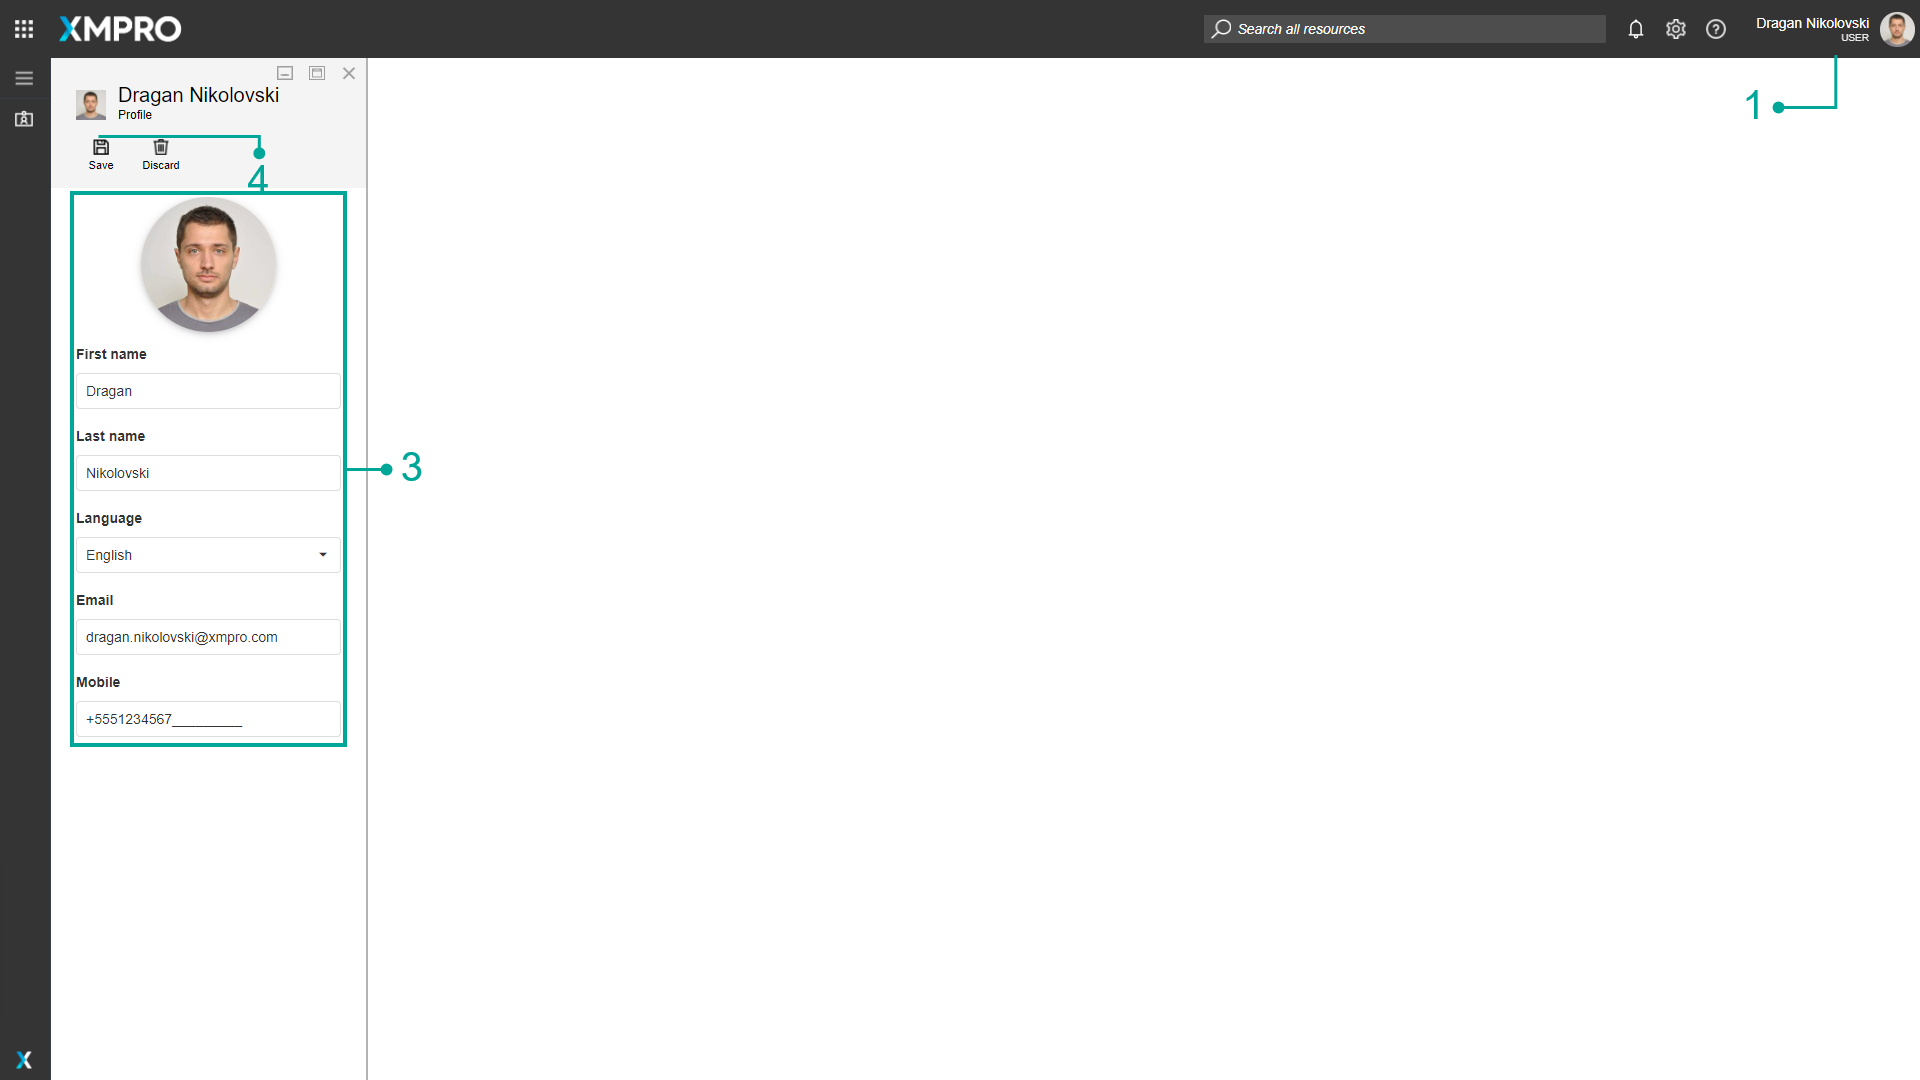 XMPRO
Search all resources
Dragan Nikolovski
USER
1
Dragan Nikolovski
Profile
Save
Discard
4
First name
Dragan
Last name
Nikolovski
3
Language
English
Email
dragan.nikolovski@xmpro.com
Mobile
+5551234567_________